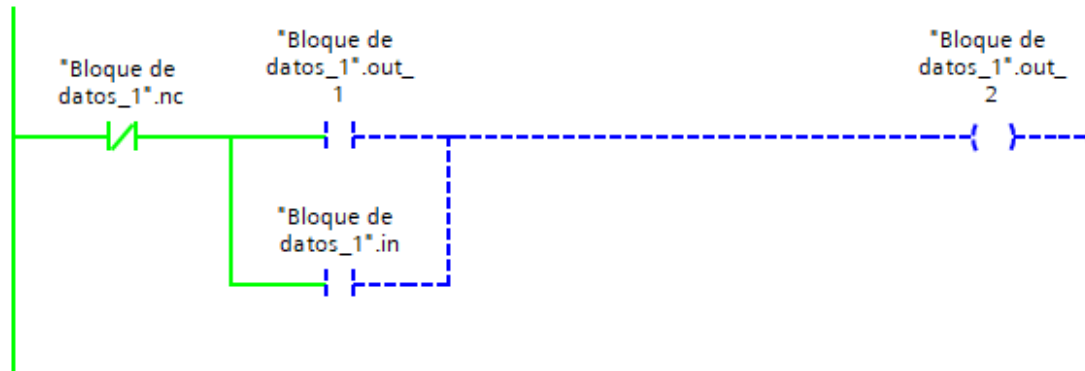 "Bloque de
datos_1".nc
"Bloque de
datos_1".out_
1
"Bloque de
datos_1".out_
2
"Bloque de
datos_1".in